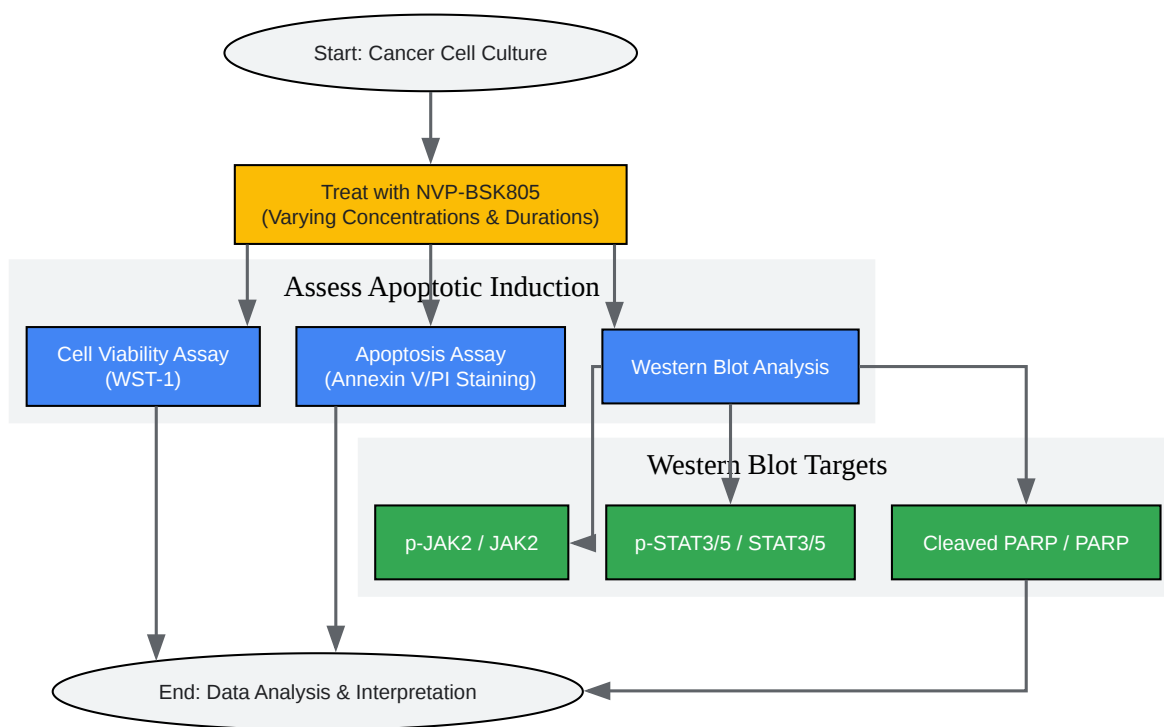 Start: Cancer Cell Culture
Treat with NVP-BSK805
(Varying Concentrations & Durations)
Assess Apoptotic Induction
Cell Viability Assay
(WST-1)
Apoptosis Assay
(Annexin V/PI Staining)
Western Blot Analysis
Western Blot Targets
p-JAK2 / JAK2
p-STAT3/5 / STAT3/5
Cleaved PARP / PARP
End: Data Analysis & Interpretation